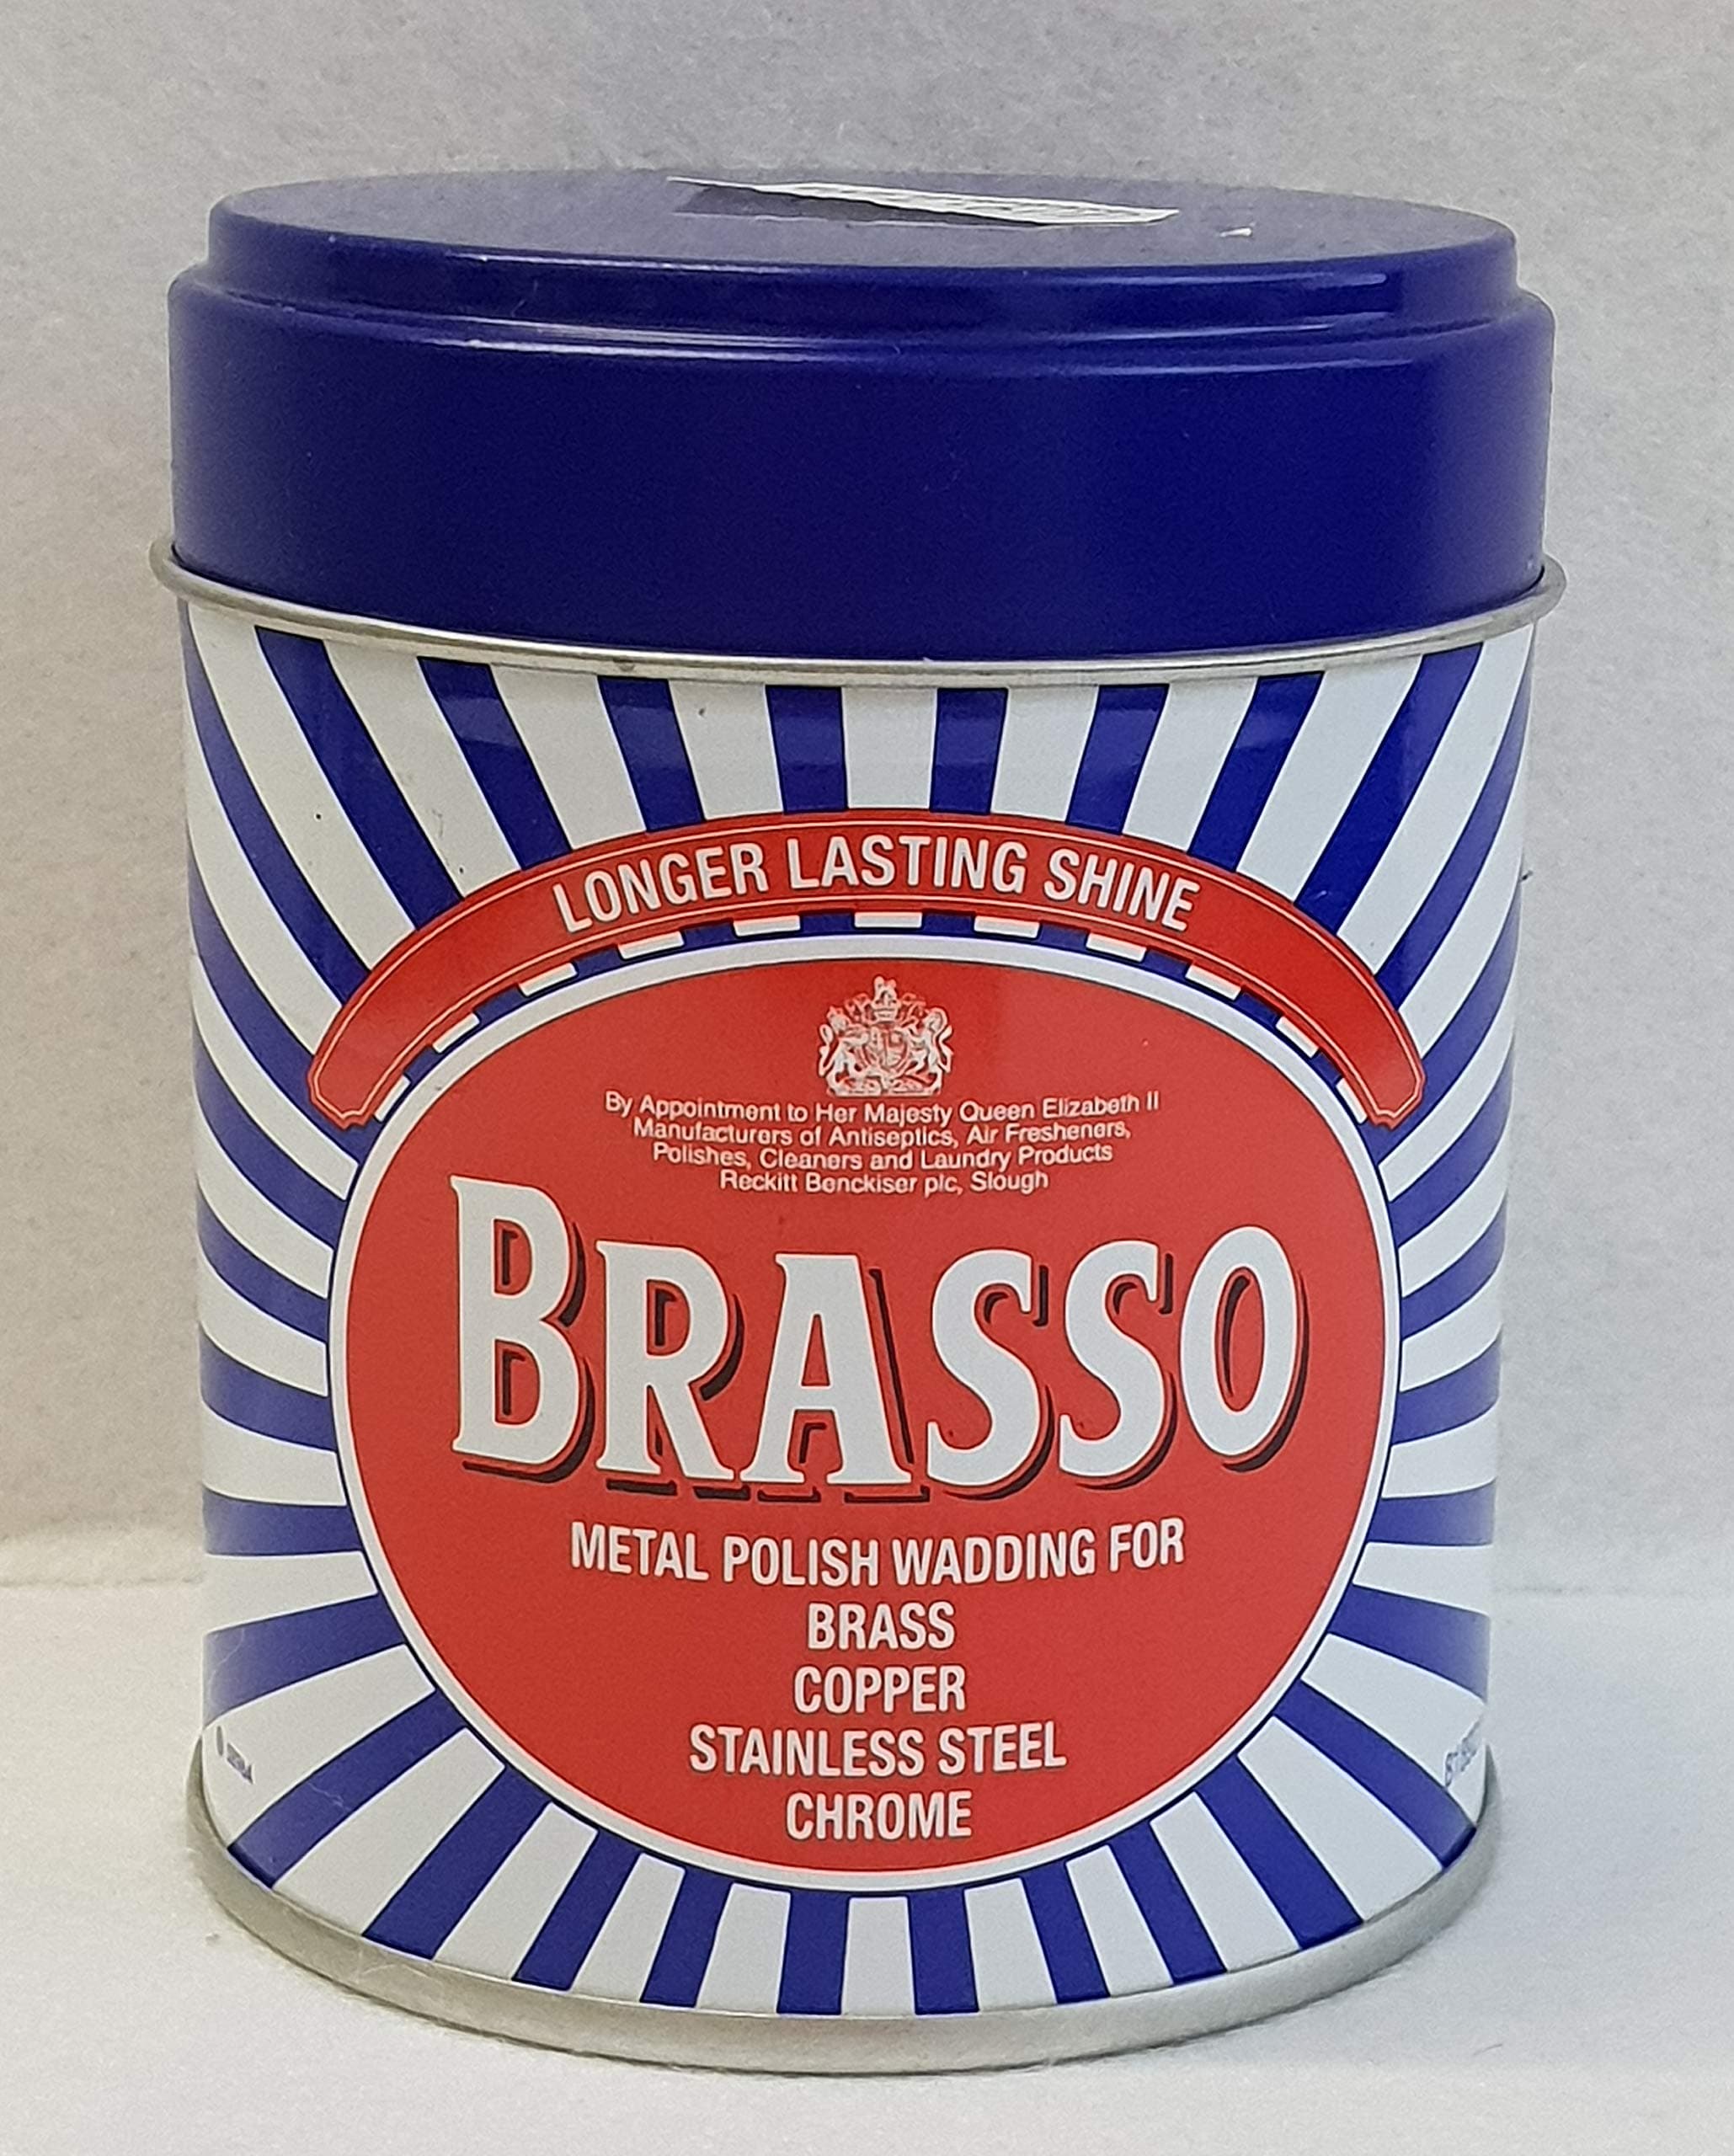 LONGER LASTING SHINE
By Appointment to Her Majesty Queen Elizabeth II
Manufacturers of Antiseptics, Air Fresheners,
Polishes, Cleaners and Laundry Products
Reckitt Benckiser plc, Slough
BRASSO
METAL POLISH WADDING FOR
BRASS
COPPER
STAINLESS STEEL
CHROME